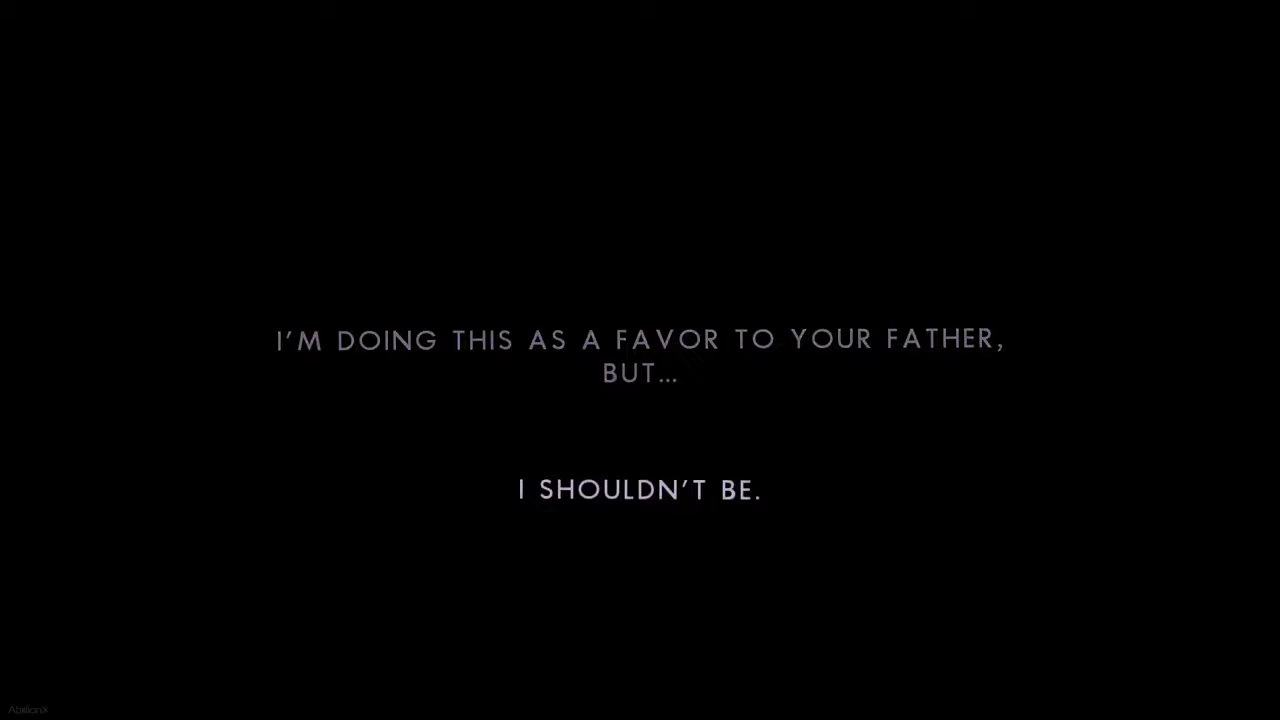 I'M DOING THIS AS A FAVOR TO YOUR FATHER,
BUT...
I SHOULDN'T BE.